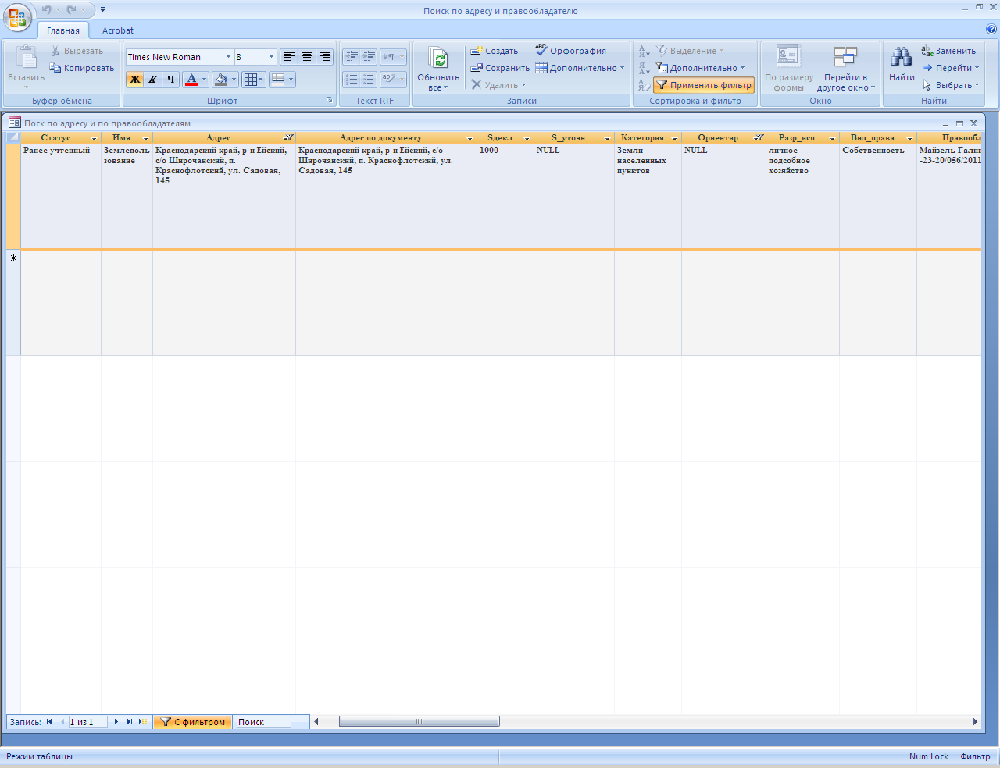 Поиск по адресу и правообладателю
Главная Acrobat
Вставить
Вырезать
Копировать
Буфер обмена
Times New Roman 8
Ж К Ч А
Шрифт
Текст RTF
Обновить все
Создать
Сохранить
Удалить
Орфография
Дополнительно
Записи
Выделение
Дополнительно
Применить фильтр
Сортировка и фильтр
По размеру формы
Перейти в другое окно
Окно
Найти
Заменить
Перейти
Выбрать
Найти
Поск по адресу и по правообладателям
Статус Имя Адрес Адрес по документу Sдекл S_уточн Категория Ориентир Разр_исп Вид_права Правообл
Ранее учтенный
Землеполь
зование
Краснодарский край, р-н Ейский,
с/о Широчанский, п.
Краснофлотский, ул. Садовая,
145
Краснодарский край, р-н Ейский, с/о
Широчанский, п. Краснофлотский, ул.
Садовая, 145
1000
NULL
Земли
населенных
пунктов
NULL
личное
подсобное
хозяйство
Собственность
Майзель Галин
-23-20/056/2011
Запись: 1 из 1 С фильтром Поиск
Режим таблицы Num Lock Фильтр